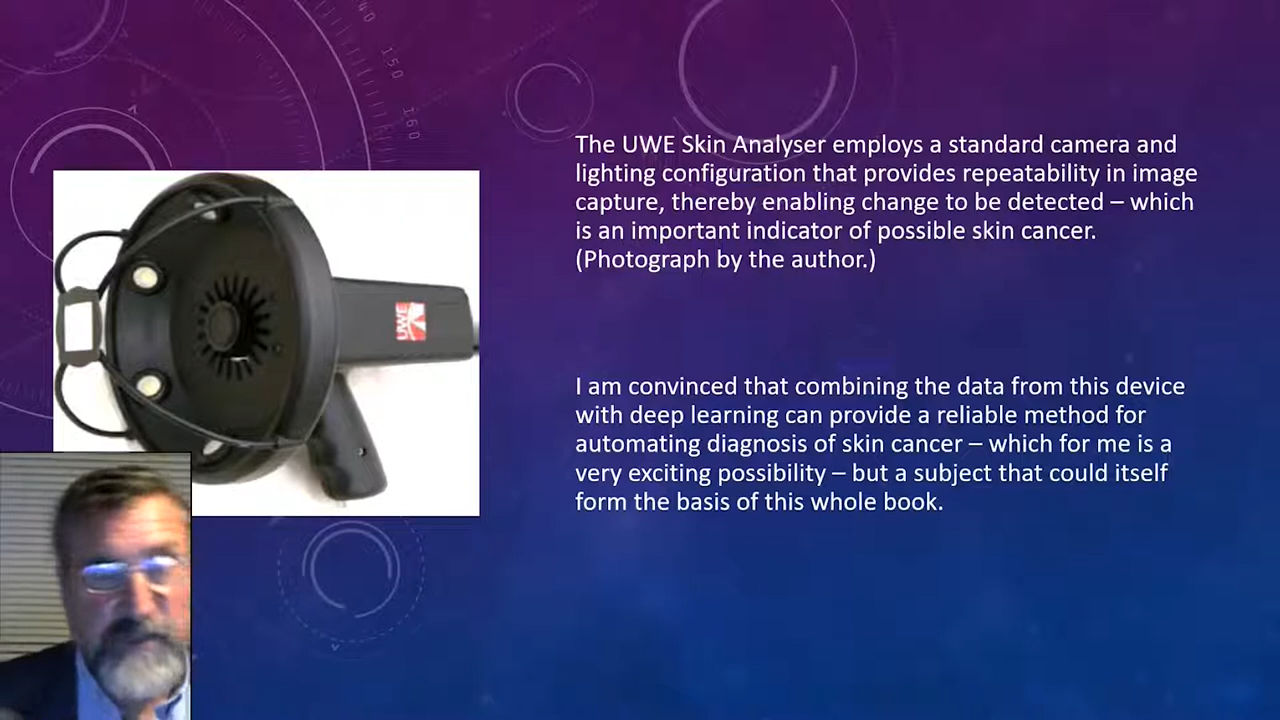 150
160
The UWE Skin Analyser employs a standard camera and
lighting configuration that provides repeatability in image
capture, thereby enabling change to be detected – which
is an important indicator of possible skin cancer.
(Photograph by the author.)
UWE
I am convinced that combining the data from this device
with deep learning can provide a reliable method for
automating diagnosis of skin cancer – which for me is a
very exciting possibility – but a subject that could itself
form the basis of this whole book.